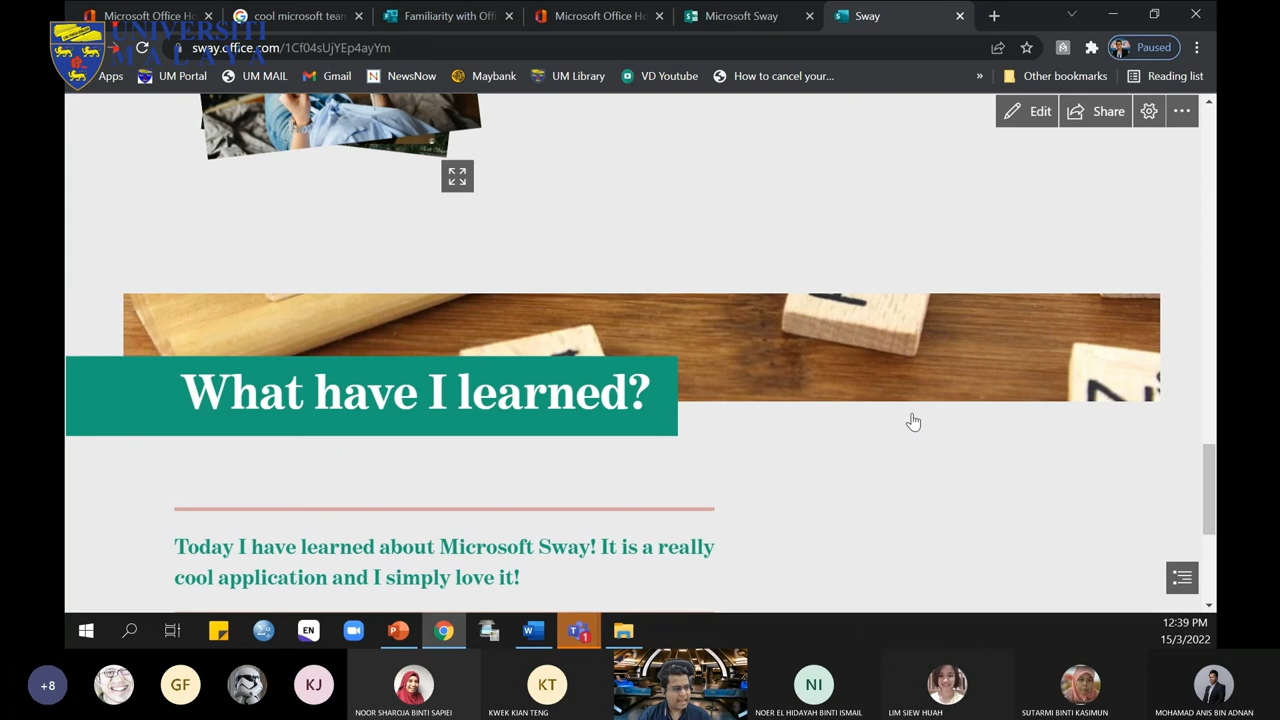 UNIVERSITI
MALAYA
Microsoft Office Ho
cool microsoft tear
Familiarity with Off
Microsoft Office Ho
Microsoft Sway
Sway
sway.office.com/1Cf04sUjYEp4ayYm
Paused
Apps
UM Portal
UM MAIL
Gmail
NewsNow
Maybank
UM Library
VD Youtube
How to cancel your...
»
Other bookmarks
Reading list
Edit
Share
What have I learned?
Today I have learned about Microsoft Sway! It is a really
cool application and I simply love it!
EN
1
12:39 PM
15/3/2022
+8
GF
KJ
KT
NI
NOOR SHAROJA BINTI SAPIEI
KWEK KIAN TENG
NOER EL HIDAYAH BINTI ISMAIL
LIM SIEW HUAH
SUTARMI BINTI KASIMUN
MOHAMAD ANIS BIN ADNAN